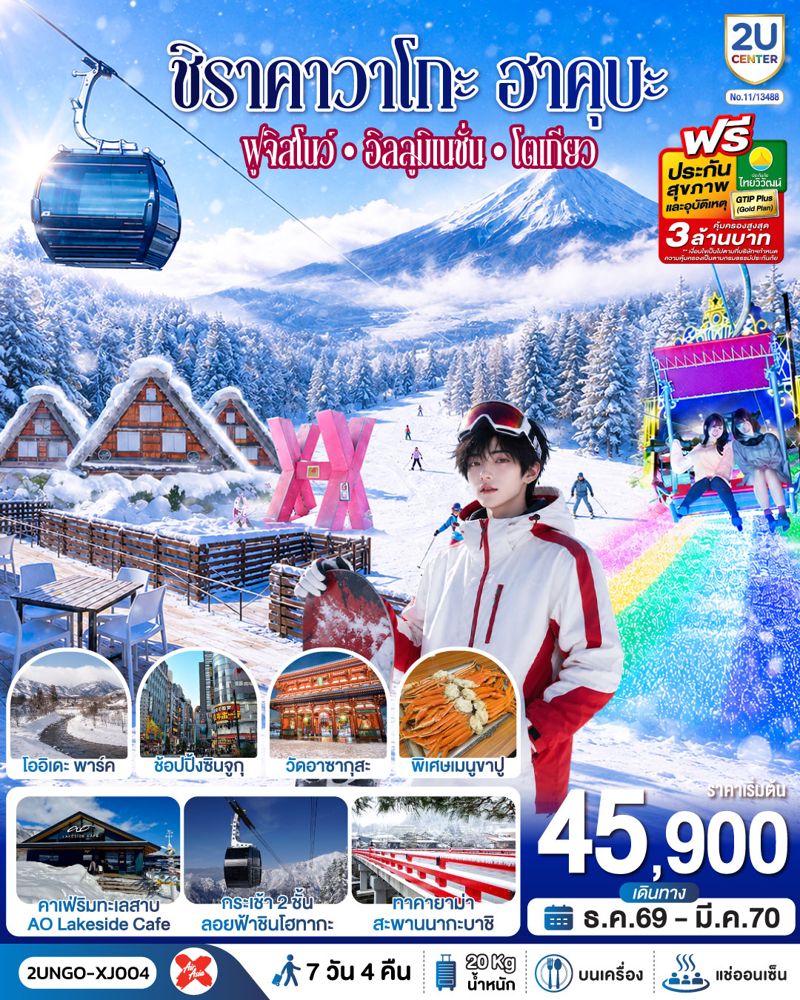 ชิราคาวาโกะ ฮาคุบะ
ฟูจิสโนว์ • อิลลูมิเนชั่น • โตเกียว
2U
CENTER
No.11/13488
ฟรี
ประกัน
สุขภาพ
และอุบัติเหตุ
ประกันภัย
ไทยวิวัฒน์
GTIP Plus
(Gold Plan)
คุ้มครองสูงสุด
3 ล้านบาท
** เงื่อนไขเป็นไปตามที่บริษัทฯกำหนด
ความคุ้มครองเป็นตามกรมธรรม์ประกันภัย
โออิเดะ พาร์ค
ช้อปปิ้งชินจูกุ
วัดอาซากุสะ
พิเศษเมนูขาปู
AO
LAKESIDE CAFE
คาเฟ่ริมทะเลสาบ
AO Lakeside Cafe
กระเช้า 2 ชั้น
ลอยฟ้าชินโฮทากะ
ทาคายาม่า
สะพานนากะบาชิ
ราคาเริ่มต้น
45,900
เดินทาง
ธ.ค.69 – มี.ค.70
2UNGO-XJ004
Air
Asia
X
7 วัน 4 คืน
20 Kg
น้ำหนัก
บนเครื่อง
แช่ออนเซ็น